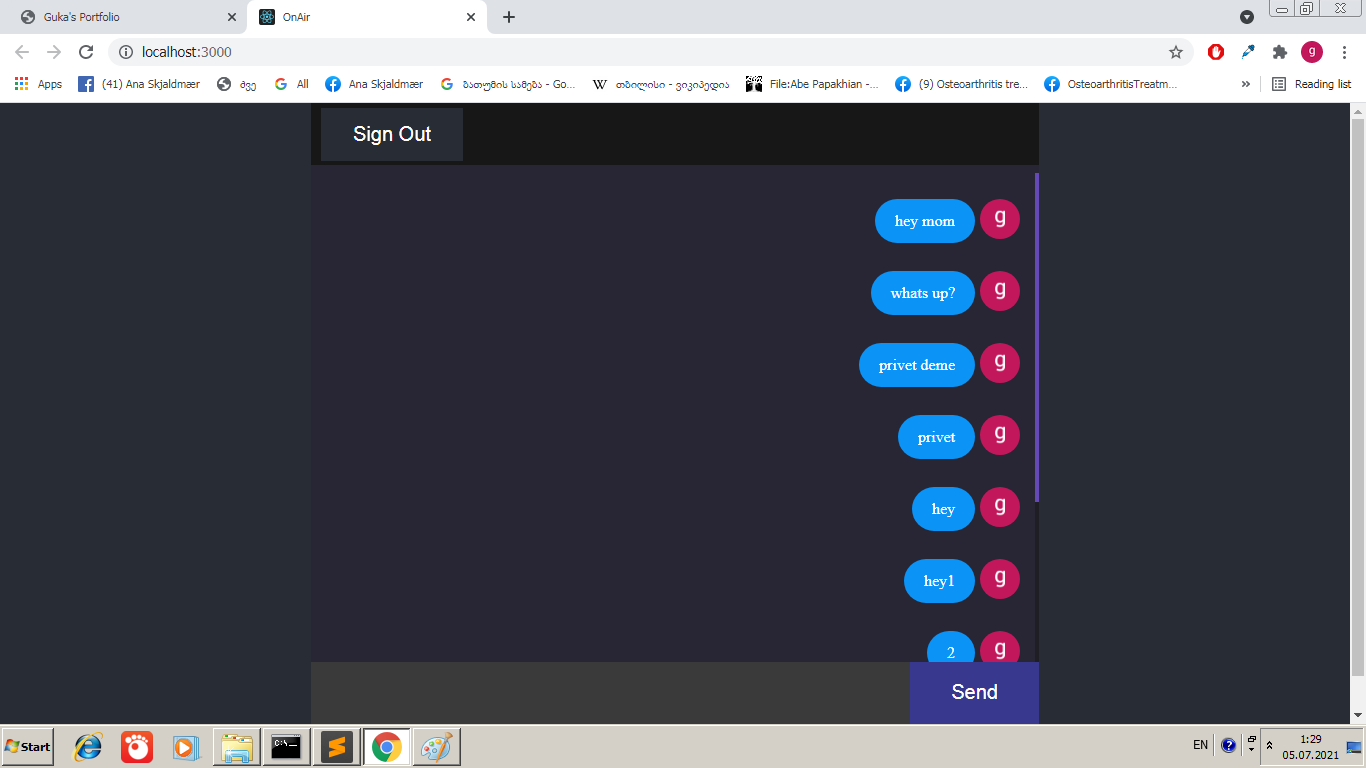 Guka's Portfolio
OnAir
localhost:3000
g
Apps
(41) Ana Skjaldmær
ძვე
All
Ana Skjaldmær
ბათუმის სამება - Go...
თბილისი - ვიკიპედია
File:Abe Papakhian -...
(9) Osteoarthritis tre...
OsteoarthritisTreatm...
Reading list
Sign Out
hey mom g
whats up? g
privet deme g
privet g
hey g
hey1 g
2 g
Send
Start
EN
1:29
05.07.2021